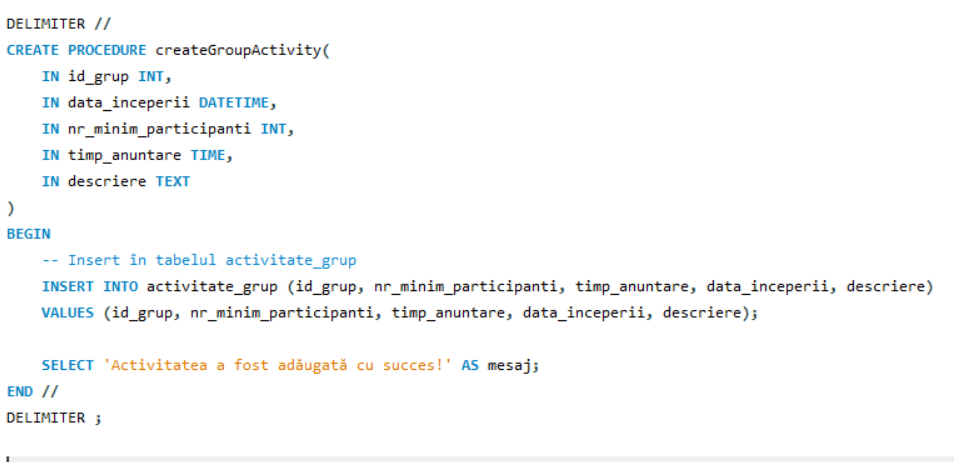 DELIMITER //
CREATE PROCEDURE createGroupActivity(
    IN id_grup INT,
    IN data_inceperii DATETIME,
    IN nr_minim_participanti INT,
    IN timp_anuntare TIME,
    IN descriere TEXT
)
BEGIN
    -- Insert în tabelul activitate_grup
    INSERT INTO activitate_grup (id_grup, nr_minim_participanti, timp_anuntare, data_inceperii, descriere)
    VALUES (id_grup, nr_minim_participanti, timp_anuntare, data_inceperii, descriere);
    SELECT 'Activitatea a fost adăugată cu succes!' AS mesaj;
END //
DELIMITER ;